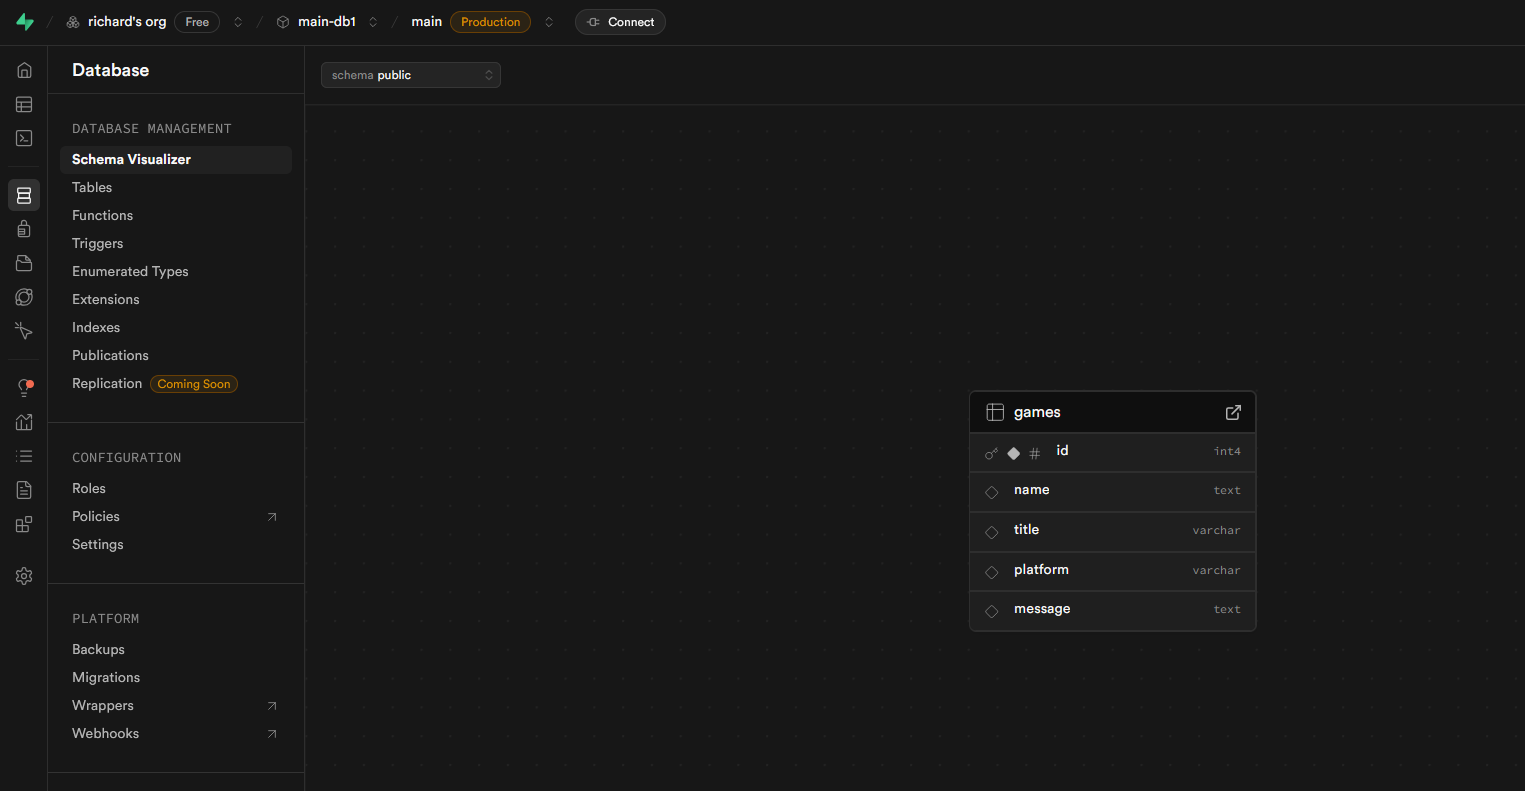 richard's org Free main-db1 main Production Connect
Database
schema public
DATABASE MANAGEMENT
Schema Visualizer
Tables
Functions
Triggers
Enumerated Types
Extensions
Indexes
Publications
Replication Coming Soon
CONFIGURATION
Roles
Policies
Settings
PLATFORM
Backups
Migrations
Wrappers
Webhooks
games
# id int4
name text
title varchar
platform varchar
message text